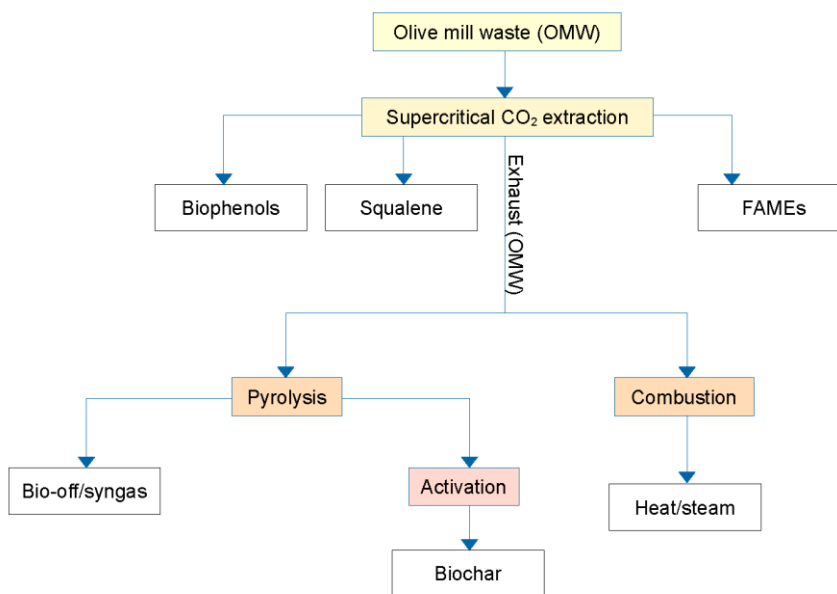 Olive mill waste (OMW)
Supercritical CO₂ extraction
Exhaust (OMW)
Biophenols
Squalene
FAMEs
Pyrolysis
Combustion
Bio-off/syngas
Activation
Heat/steam
Biochar